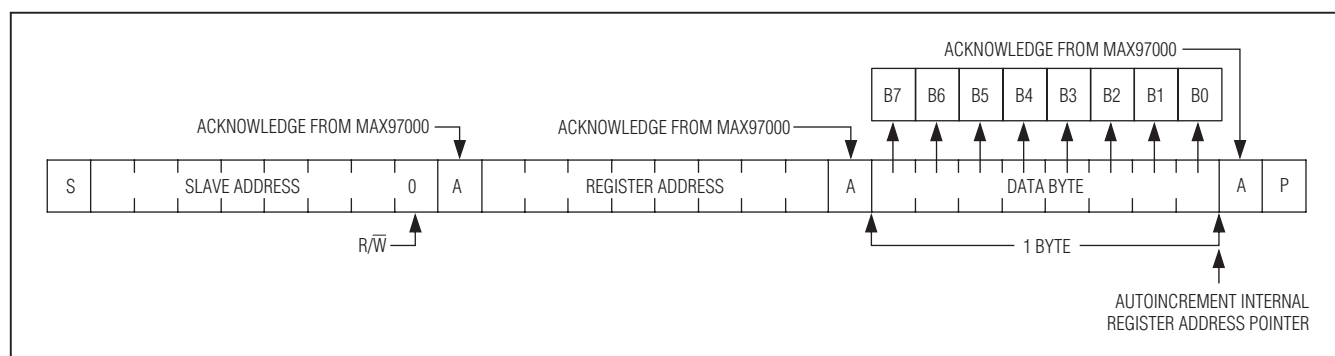 ACKNOWLEDGE FROM MAX97000
B7 B6 B5 B4 B3 B2 B1 B0
ACKNOWLEDGE FROM MAX97000
ACKNOWLEDGE FROM MAX97000
S SLAVE ADDRESS 0 A REGISTER ADDRESS A DATA BYTE A P
R/W̅
1 BYTE
AUTOINCREMENT INTERNAL
REGISTER ADDRESS POINTER